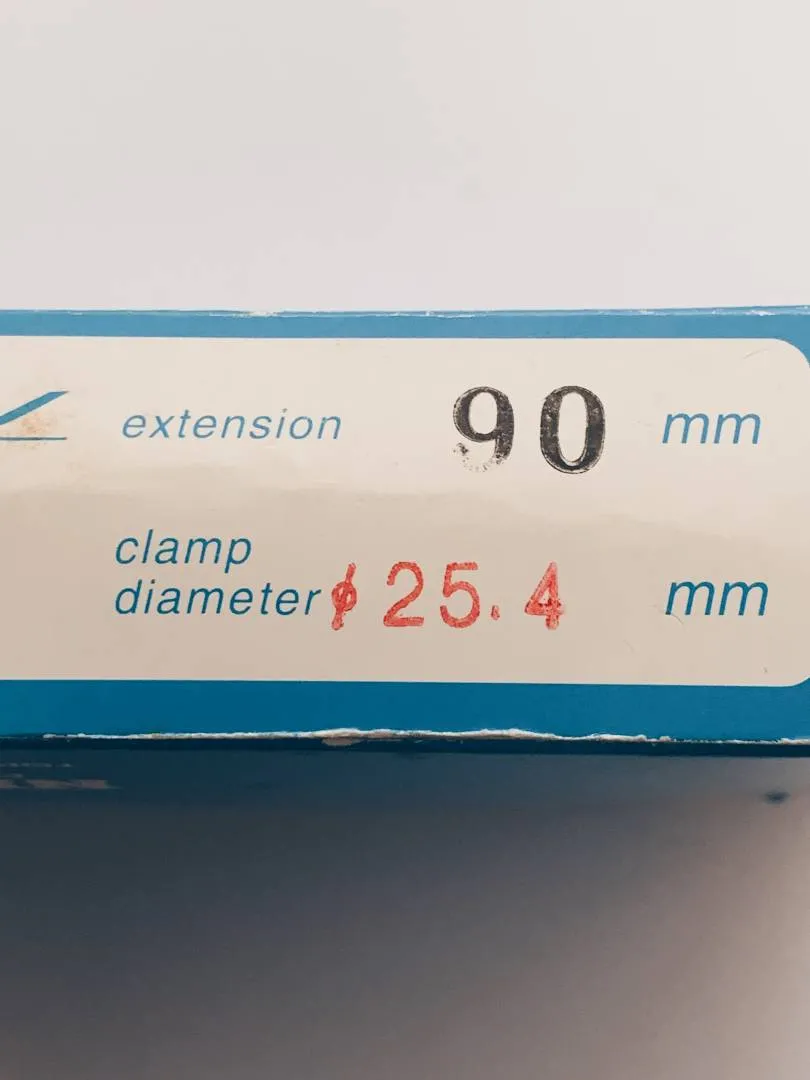 extension 90 mm
clamp
diameter ϕ 25.4 mm